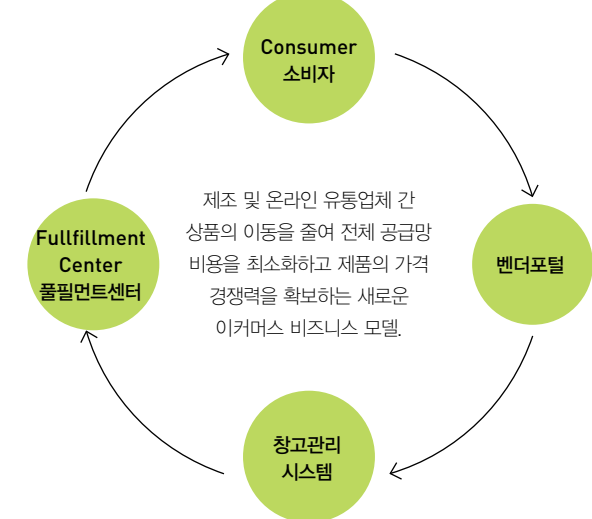 Consumer
소비자
제조 및 온라인 유통업체 간
상품의 이동을 줄여 전체 공급망
비용을 최소화하고 제품의 가격
경쟁력을 확보하는 새로운
이커머스 비즈니스 모델.
Fullfillment
Center
풀필먼트센터
벤더포털
창고관리
시스템